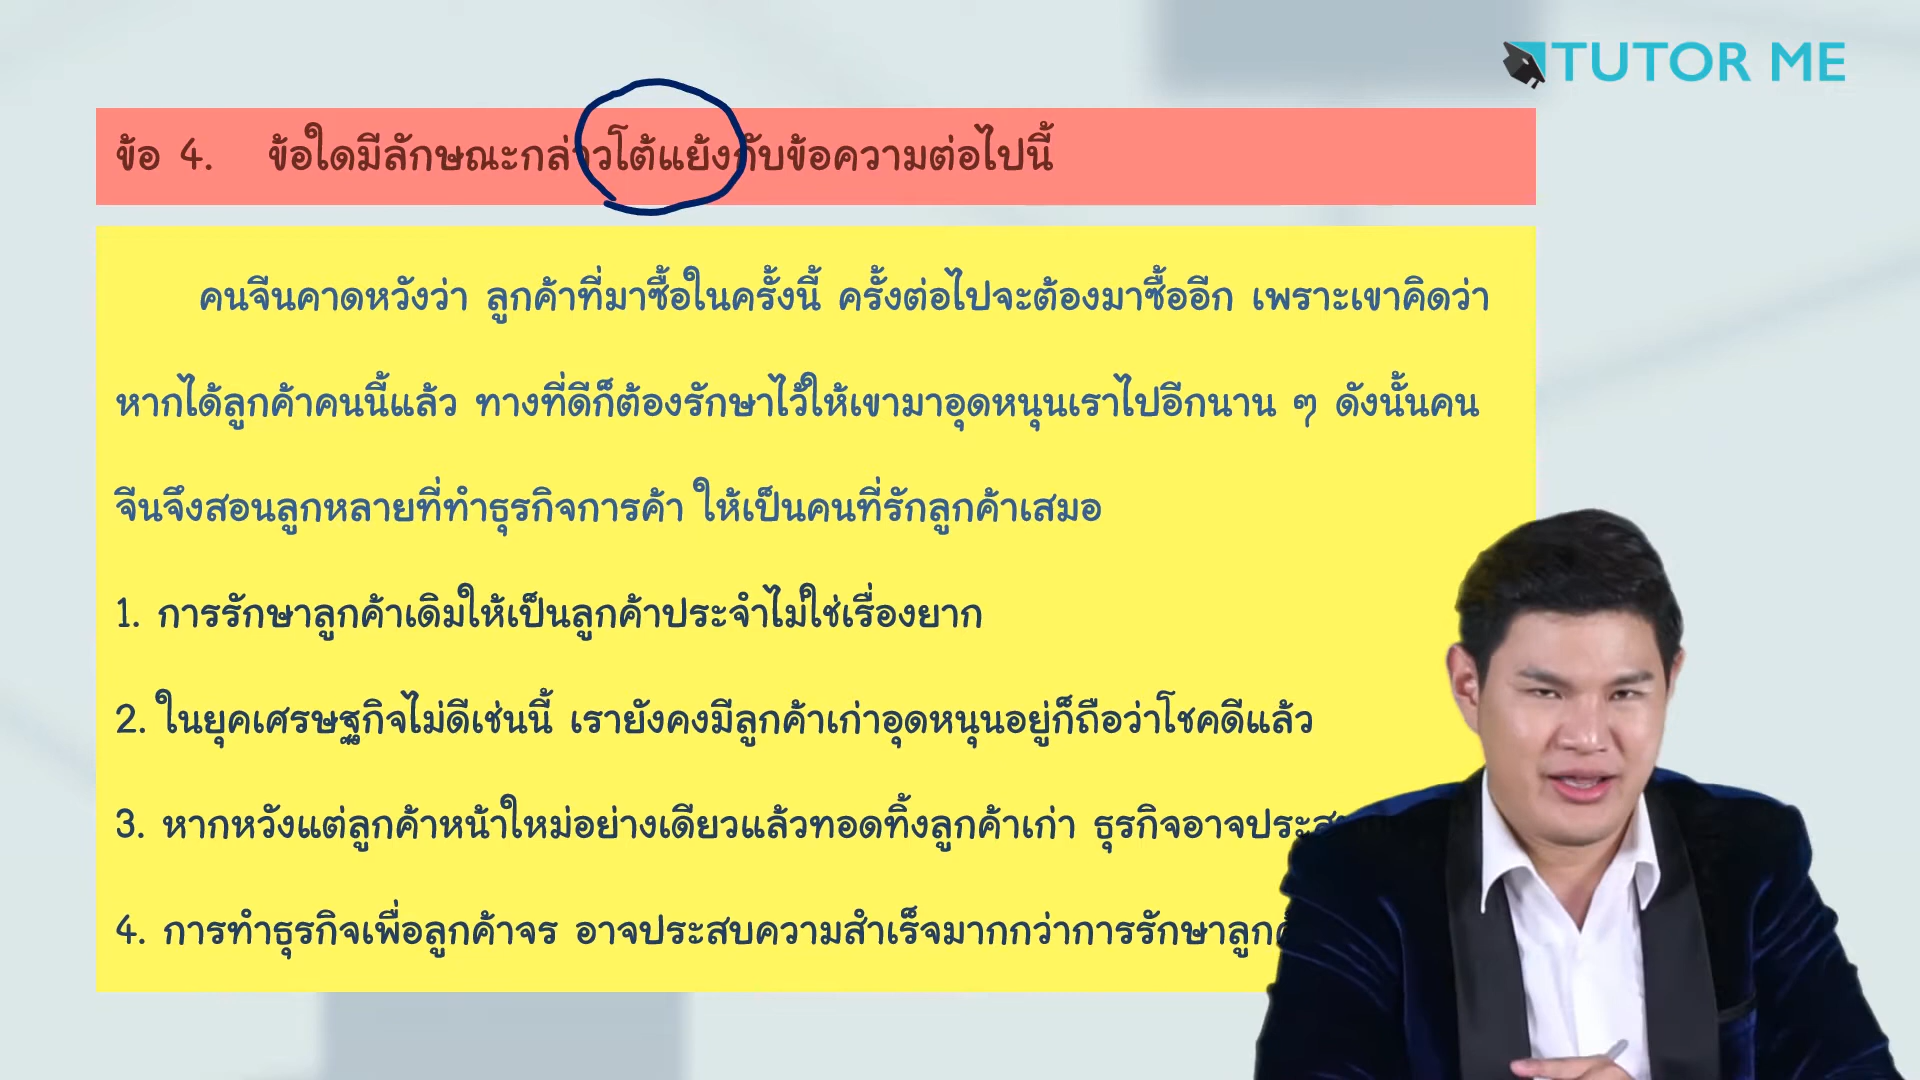 TUTOR ME
ข้อ 4. ข้อใดมีลักษณะกล่าวโต้แย้งกับข้อความต่อไปนี้
คนจีนคาดหวังว่า ลูกค้าที่มาซื้อในครั้งนี้ ครั้งต่อไปจะต้องมาซื้ออีก เพราะเขาคิดว่า
หากได้ลูกค้าคนนี้แล้ว ทางที่ดีก็ต้องรักษาไว้ให้เขามาอุดหนุนเราไปอีกนาน ๆ ดังนั้นคน
จีนจึงสอนลูกหลายที่ทำธุรกิจการค้า ให้เป็นคนที่รักลูกค้าเสมอ
1. การรักษาลูกค้าเดิมให้เป็นลูกค้าประจำไม่ใช่เรื่องยาก
2. ในยุคเศรษฐกิจไม่ดีเช่นนี้ เรายังคงมีลูกค้าเก่าอุดหนุนอยู่ก็ถือว่าโชคดีแล้ว
3. หากหวังแต่ลูกค้าหน้าใหม่อย่างเดียวแล้วทอดทิ้งลูกค้าเก่า ธุรกิจอาจ
4. การทำธุรกิจเพื่อลูกค้าจร อาจประสบความสำเร็จมากกว่าการรักษา